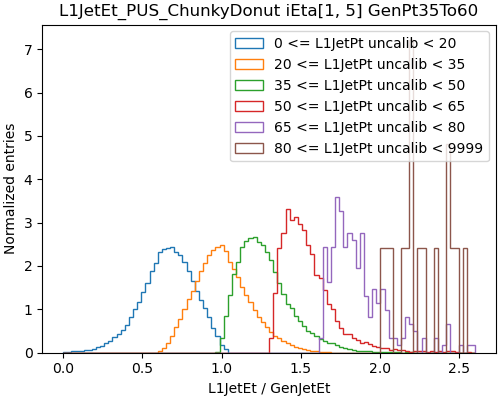 L1JetEt_PUS_ChunkyDonut iEta[1, 5] GenPt35To60
0 <= L1JetPt uncalib < 20
20 <= L1JetPt uncalib < 35
35 <= L1JetPt uncalib < 50
50 <= L1JetPt uncalib < 65
65 <= L1JetPt uncalib < 80
80 <= L1JetPt uncalib < 9999
Normalized entries
7
6
5
4
3
2
1
0
0.0 0.5 1.0 1.5 2.0 2.5
L1JetEt / GenJetEt